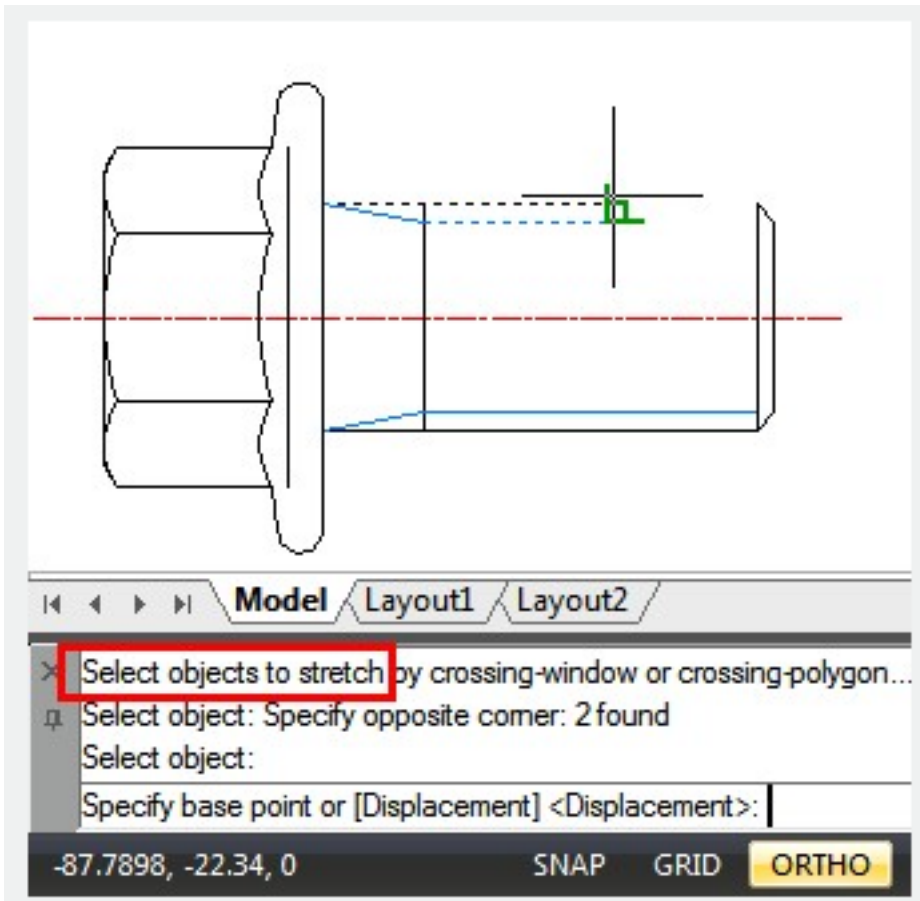 Model Layout1 Layout2
Select objects to stretch by crossing-window or crossing-polygon...
Select object: Specify opposite corner: 2 found
Select object:
Specify base point or [Displacement] <Displacement>:
-87.7898, -22.34, 0 SNAP GRID ORTHO